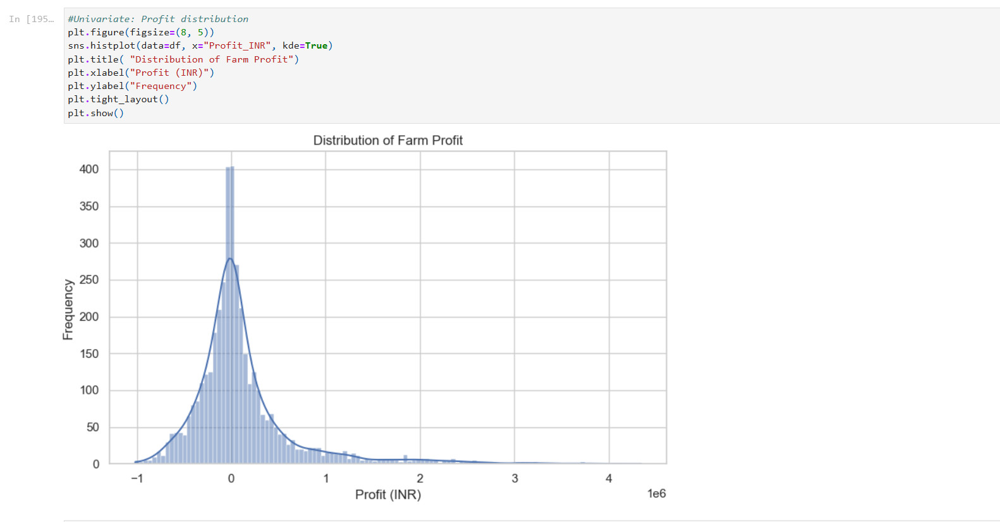 In [195…
#Univariate: Profit distribution
plt.figure(figsize=(8, 5))
sns.histplot(data=df, x="Profit_INR", kde=True)
plt.title( "Distribution of Farm Profit")
plt.xlabel("Profit (INR)")
plt.ylabel("Frequency")
plt.tight_layout()
plt.show()
Distribution of Farm Profit
400
350
300
250
200
150
100
50
0
Frequency
−1 0 1 2 3 4
1e6
Profit (INR)